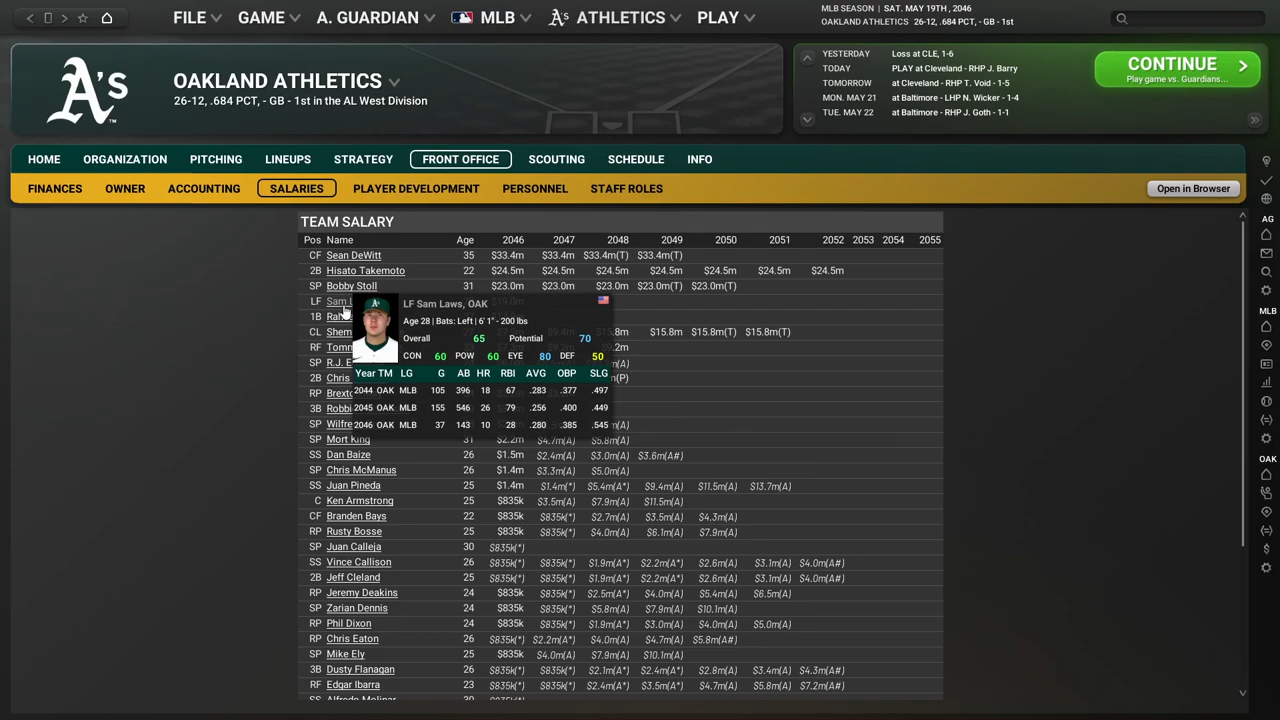 FILE GAME A. GUARDIAN MLB ATHLETICS PLAY
MLB SEASON | SAT. MAY 19TH , 2046
OAKLAND ATHLETICS 26-12, .684 PCT, - GB - 1st
A's
OAKLAND ATHLETICS
26-12, .684 PCT, - GB - 1st in the AL West Division
YESTERDAY Loss at CLE, 1-6
TODAY PLAY at Cleveland - RHP J. Barry
TOMORROW at Cleveland - RHP T. Void - 1-5
MON. MAY 21 at Baltimore - LHP N. Wicker - 1-4
TUE. MAY 22 at Baltimore - RHP J. Goth - 1-1
CONTINUE
Play game vs. Guardians...
HOME ORGANIZATION PITCHING LINEUPS STRATEGY FRONT OFFICE SCOUTING SCHEDULE INFO
FINANCES OWNER ACCOUNTING SALARIES PLAYER DEVELOPMENT PERSONNEL STAFF ROLES Open in Browser
AG
MLB
OAK
TEAM SALARY
Pos Name Age 2046 2047 2048 2049 2050 2051 2052 2053 2054 2055
CF Sean DeWitt 35 $33.4m $33.4m $33.4m(T) $33.4m(T)
2B Hisato Takemoto 22 $24.5m $24.5m $24.5m $24.5m $24.5m $24.5m $24.5m
SP Bobby Stoll 31 $23.0m $23.0m $23.0m $23.0m(T) $23.0m(T)
LF Sam
1B
CL Shem $15.8m $15.8m(T) $15.8m(T)
RF Tomm
SP R.J. E
2B Chris
RP Brexto
3B Robbi
SP Wilfre
LF Sam Laws, OAK
Age 28 | Bats: Left | 6' 1" - 200 lbs
Overall 65 Potential 70
CON 60 POW 60 EYE 80 DEF 50
Year TM LG G AB HR RBI AVG OBP SLG
2044 OAK MLB 105 396 18 67 .283 .377 .497
2045 OAK MLB 155 546 26 79 .256 .400 .449
2046 OAK MLB 37 143 10 28 .280 .385 .545
SP Mort King 31 $2.2m $4.7m(A) $5.8m(A)
SS Dan Baize 26 $1.5m $2.4m(A) $3.0m(A) $3.6m(A#)
SP Chris McManus 26 $1.4m $3.3m(A) $5.0m(A)
SS Juan Pineda 25 $1.4m $1.4m(*) $5.4m(A*) $9.4m(A) $11.5m(A) $13.7m(A)
C Ken Armstrong 25 $835k $3.5m(A) $7.9m(A) $11.5m(A)
CF Branden Bays 22 $835k $835k(*) $2.7m(A) $3.5m(A) $4.3m(A)
RP Rusty Bosse 25 $835k $835k(*) $4.0m(A) $6.1m(A) $7.9m(A)
SP Juan Calleja 30 $835k(*)
SS Vince Callison 26 $835k(*) $835k(*) $1.9m(A*) $2.2m(A*) $2.6m(A) $3.1m(A) $4.0m(A#)
2B Jeff Cleland 25 $835k(*) $835k(*) $1.9m(A*) $2.2m(A*) $2.6m(A) $3.1m(A) $4.0m(A#)
RP Jeremy Deakins 24 $835k $835k(*) $2.5m(A*) $4.0m(A) $5.4m(A) $6.5m(A)
SP Zarian Dennis 24 $835k $835k(*) $5.8m(A) $7.9m(A) $10.1m(A)
RP Phil Dixon 24 $835k $835k(*) $1.9m(A*) $3.0m(A) $4.0m(A) $5.0m(A)
RP Chris Eaton 26 $835k(*) $2.2m(A*) $4.0m(A) $4.7m(A) $5.8m(A#)
SP Mike Ely 25 $835k $4.0m(A) $7.9m(A) $10.1m(A)
3B Dusty Flanagan 26 $835k(*) $835k(*) $2.1m(A*) $2.4m(A*) $2.8m(A) $3.4m(A) $4.3m(A#)
RF Edgar Ibarra 23 $835k(*) $835k(*) $2.4m(A*) $3.5m(A*) $4.7m(A) $5.8m(A) $7.2m(A#)